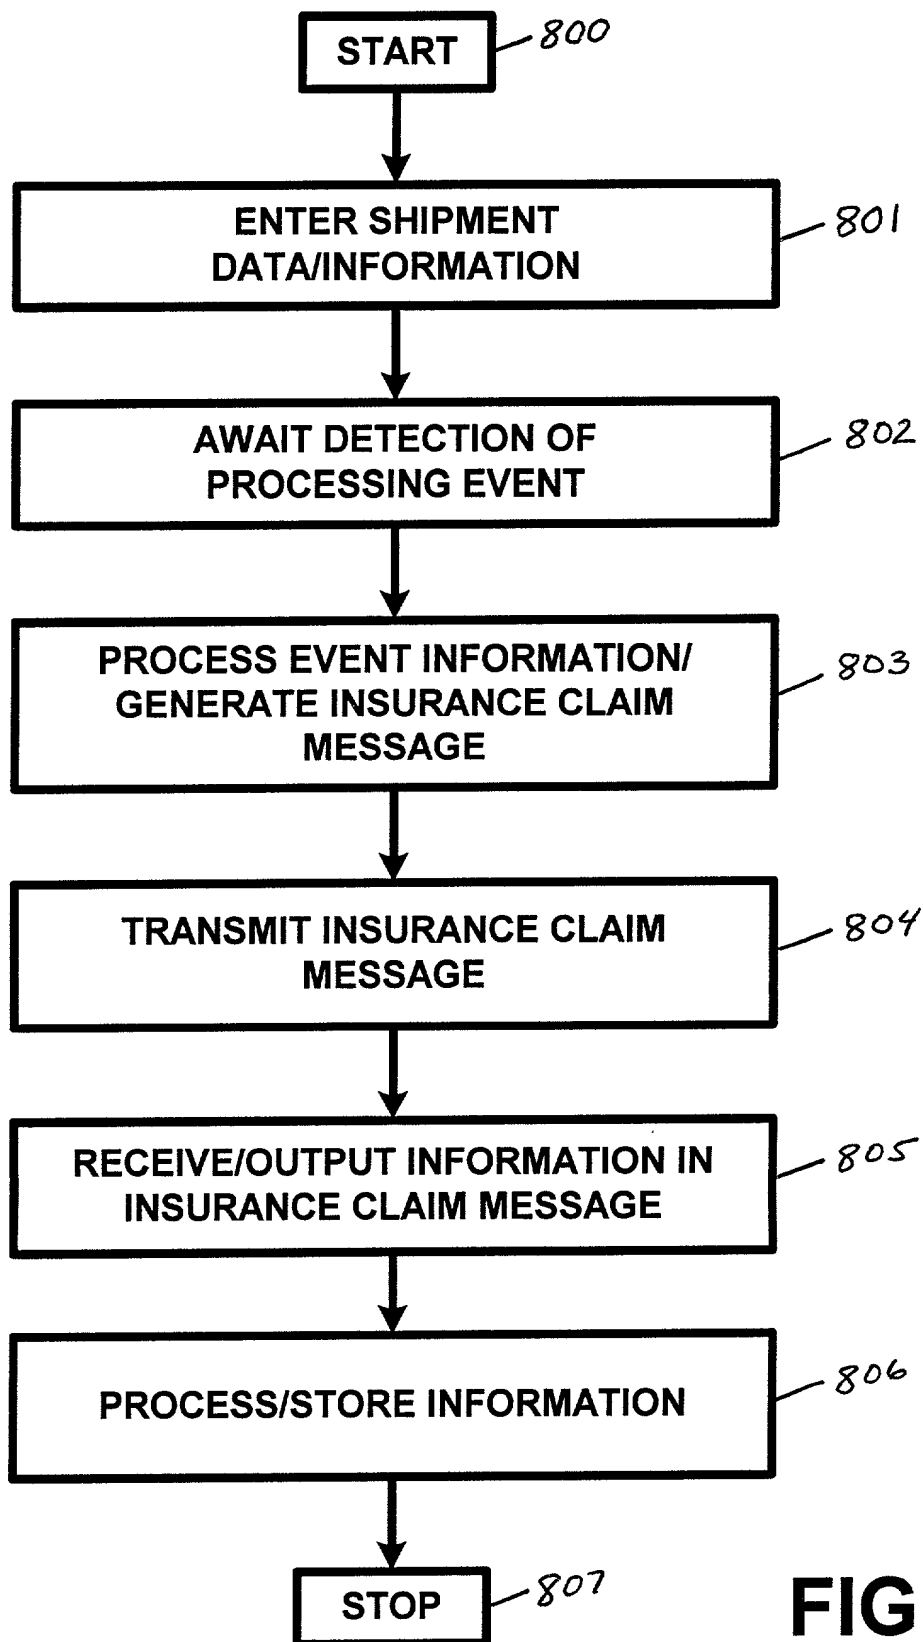 START
800
ENTER SHIPMENT
DATA/INFORMATION
801
AWAIT DETECTION OF
PROCESSING EVENT
802
PROCESS EVENT INFORMATION/
GENERATE INSURANCE CLAIM
MESSAGE
803
TRANSMIT INSURANCE CLAIM
MESSAGE
804
RECEIVE/OUTPUT INFORMATION IN
INSURANCE CLAIM MESSAGE
805
PROCESS/STORE INFORMATION
806
STOP
807
FIG